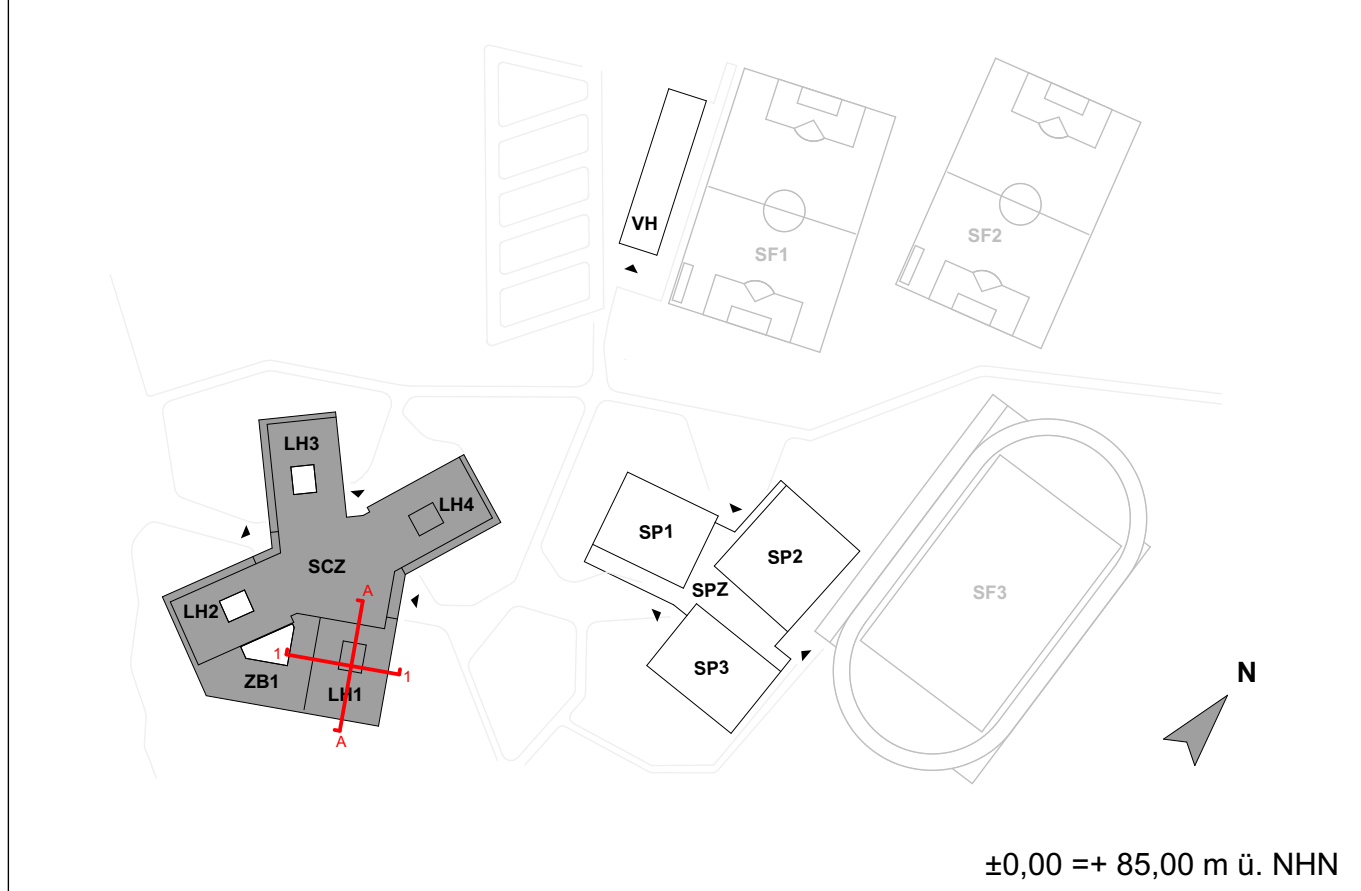 VH
SF1
SF2
LH3
LH4
SP1
SP2
SCZ
A
SPZ
SF3
LH2
1
1
ZB1
LH1
SP3
A
N
±0,00 =+ 85,00 m ü. NHN